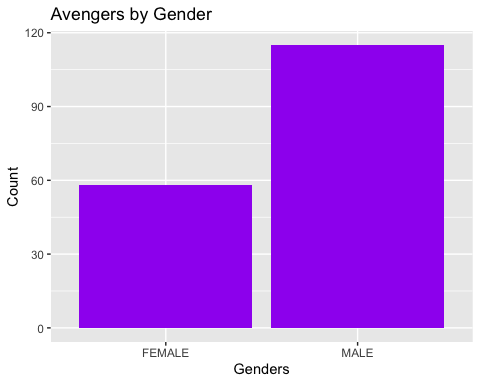 Avengers by Gender
120
90
60
30
0
Count
FEMALE MALE
Genders